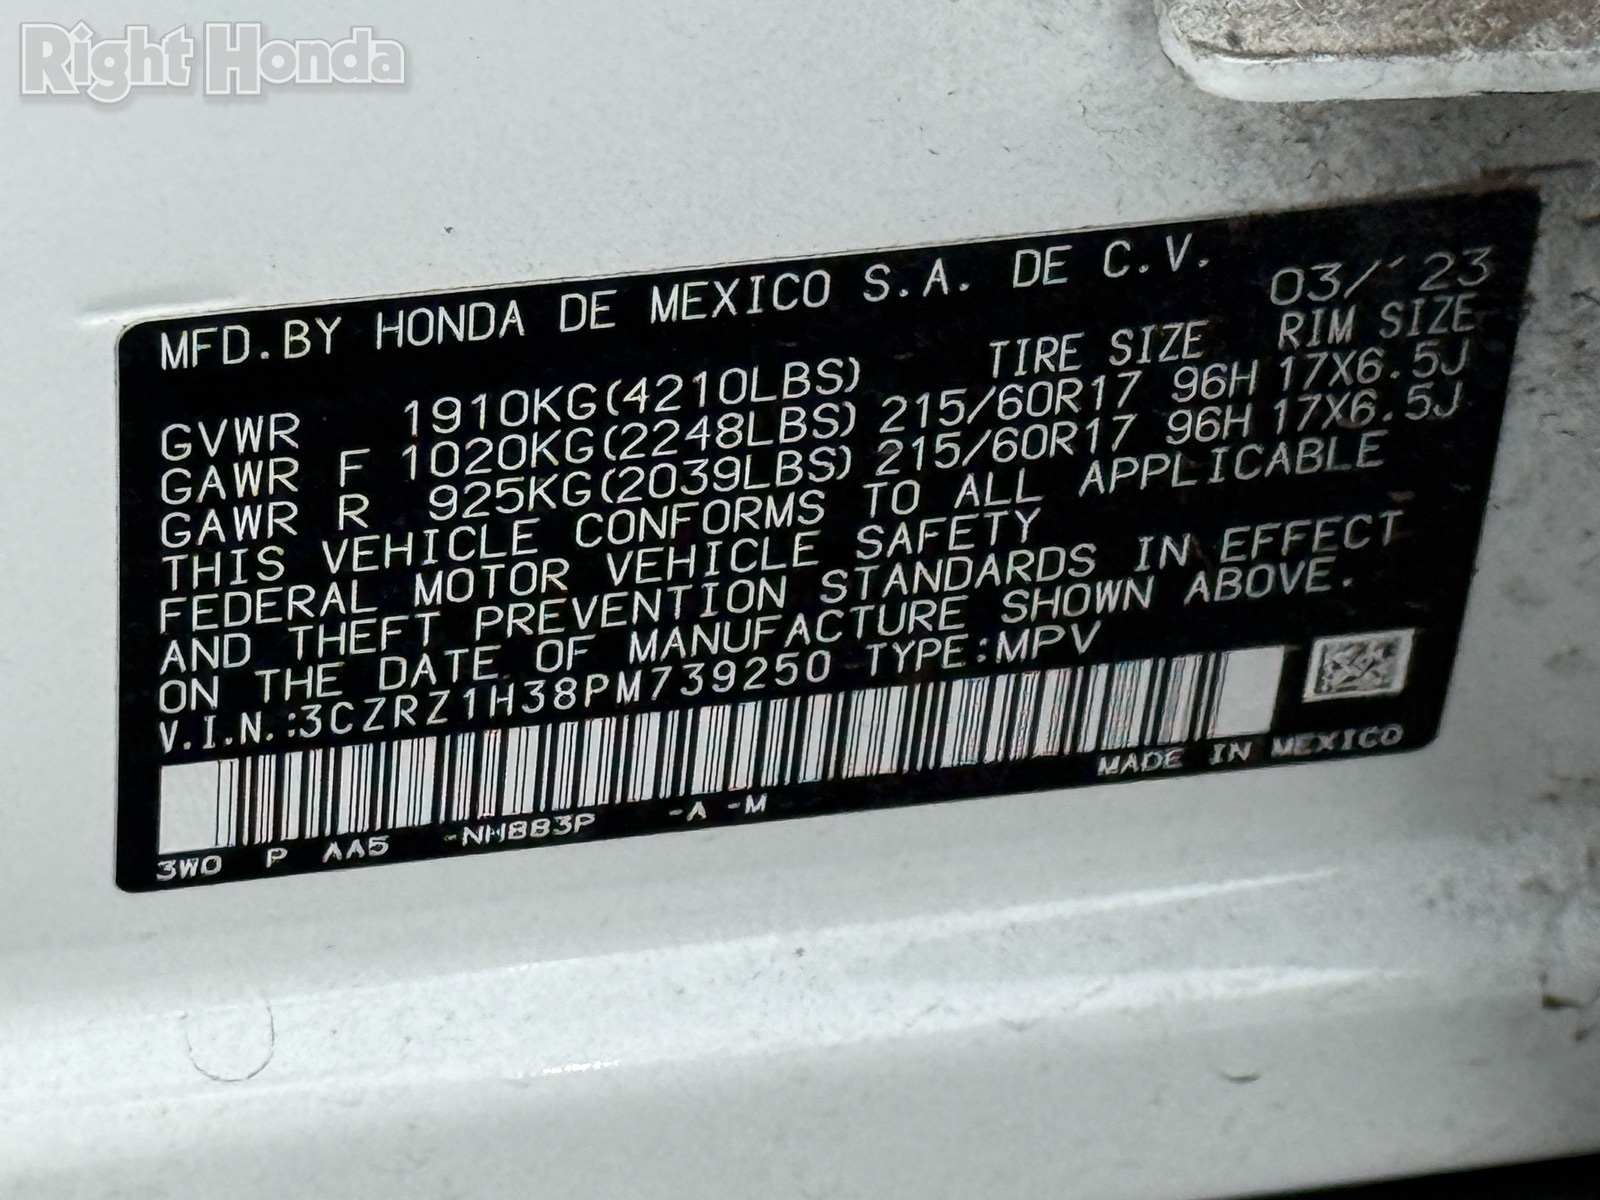 Right Honda
MFD.BY HONDA DE MEXICO S.A. DE C.V.
03/'23
TIRE SIZE RIM SIZE
GVWR 1910KG(4210LBS)
GAWR F 1020KG(2248LBS) 215/60R17 96H 17X6.5J
GAWR R 925KG(2039LBS) 215/60R17 96H 17X6.5J
THIS VEHICLE CONFORMS TO ALL APPLICABLE
FEDERAL MOTOR VEHICLE SAFETY
AND THEFT PREVENTION STANDARDS IN EFFECT
ON THE DATE OF MANUFACTURE SHOWN ABOVE.
V.I.N.:3CZRZ1H38PM739250 TYPE:MPV
MADE IN MEXICO
3W0 P AA5 -NH883P -A -M